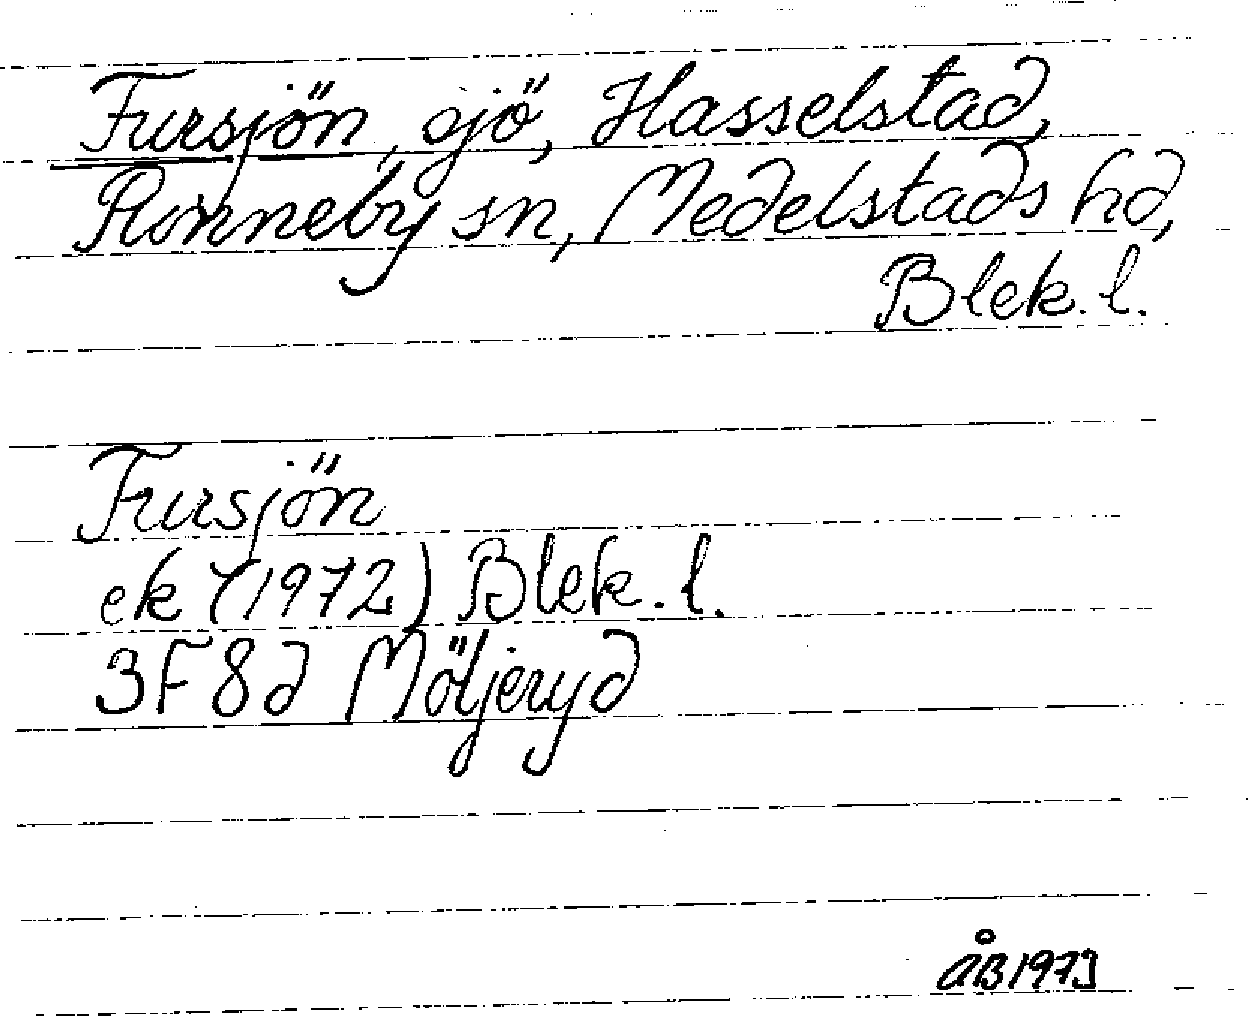 Fursjön, sjö, Hasselstad,
Ronneby sn, Medelstads hd,
Blek. l.
Fursjön
ek (1972) Blek. l.
3F 8d Möljeryd
ÅB 1973